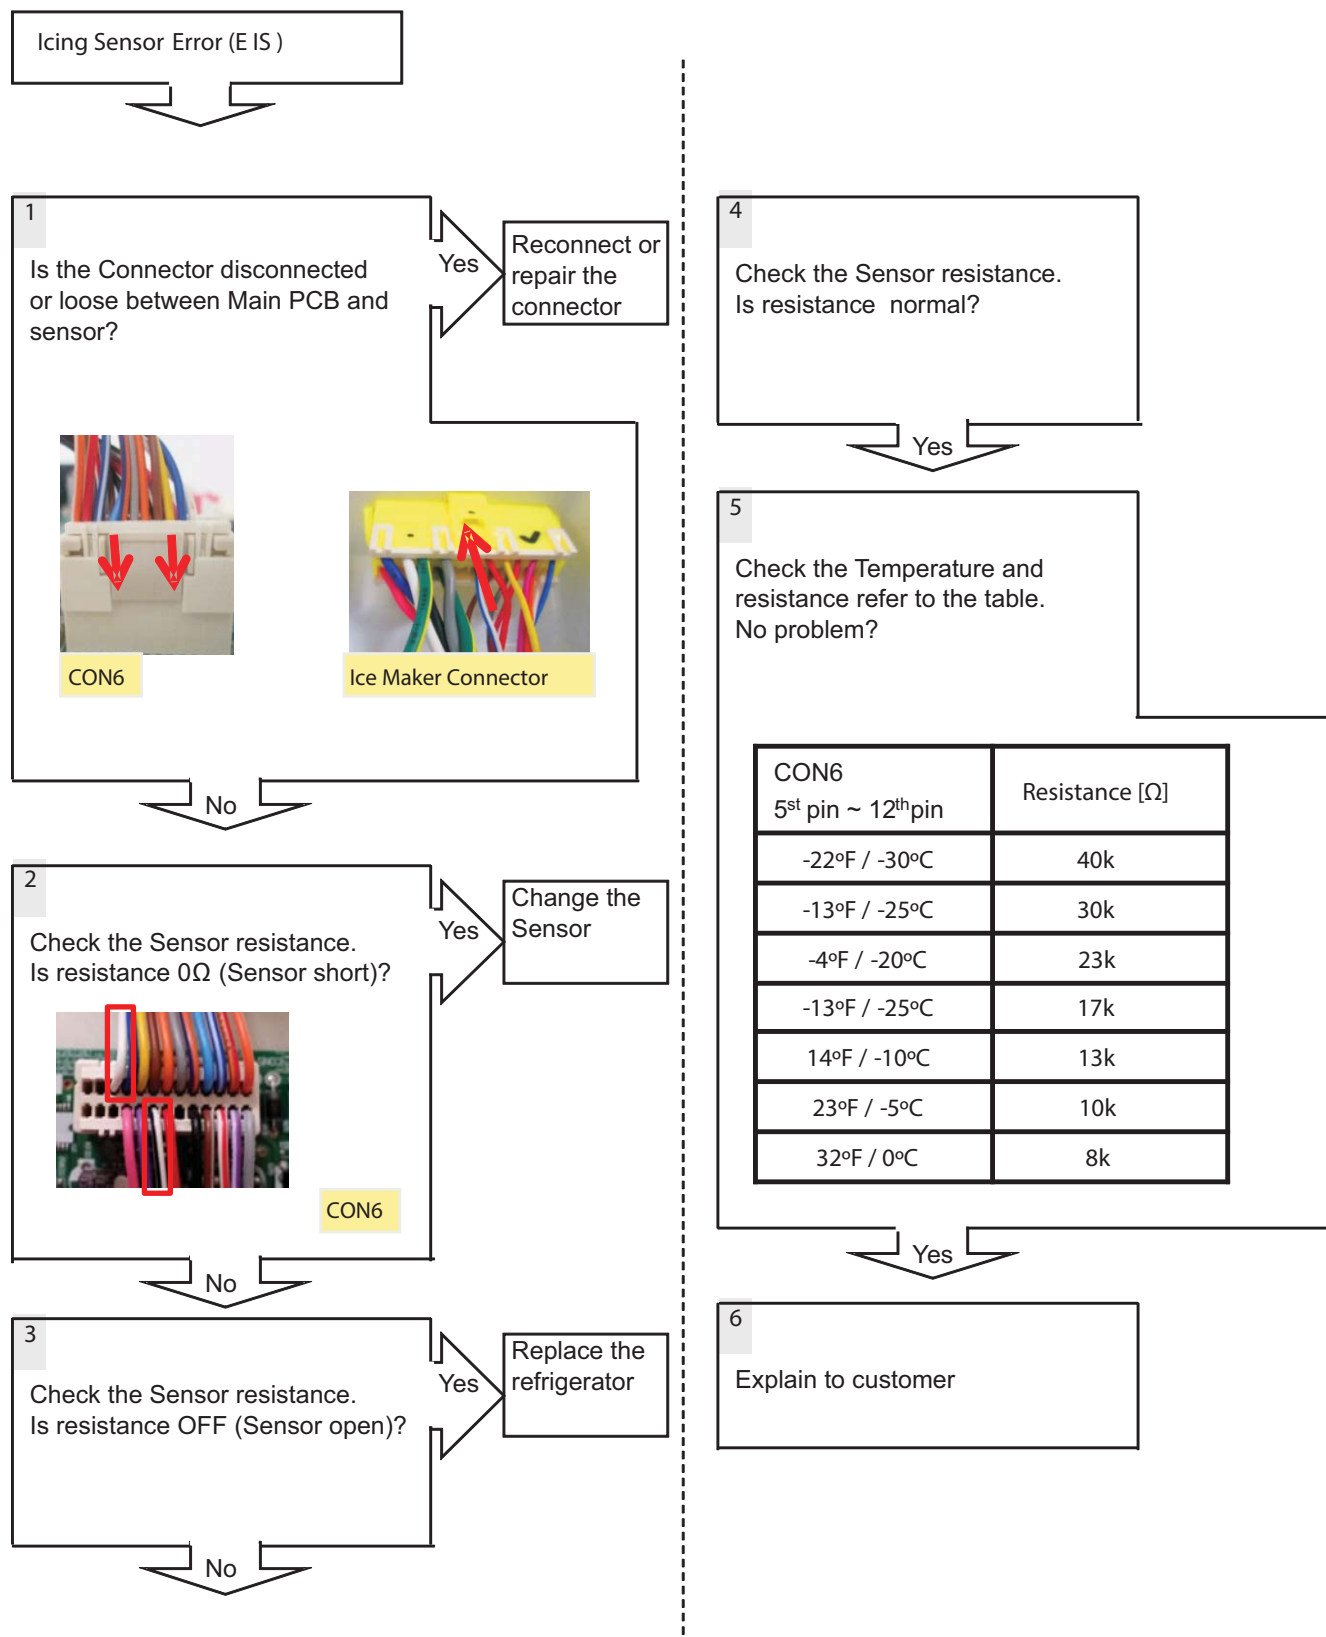 Icing Sensor Error (E IS )
1
Is the Connector disconnected
or loose between Main PCB and
sensor?
Yes
Reconnect or
repair the
connector
CON6
Ice Maker Connector
No
2
Check the Sensor resistance.
Is resistance 0Ω (Sensor short)?
Yes
Change the
Sensor
CON6
No
3
Check the Sensor resistance.
Is resistance OFF (Sensor open)?
Yes
Replace the
refrigerator
No
4
Check the Sensor resistance.
Is resistance normal?
Yes
5
Check the Temperature and
resistance refer to the table.
No problem?
CON6
5st pin ~ 12thpin
Resistance [Ω]
-22ºF / -30ºC 40k
-13ºF / -25ºC 30k
-4ºF / -20ºC 23k
-13ºF / -25ºC 17k
14ºF / -10ºC 13k
23ºF / -5ºC 10k
32ºF / 0ºC 8k
Yes
6
Explain to customer